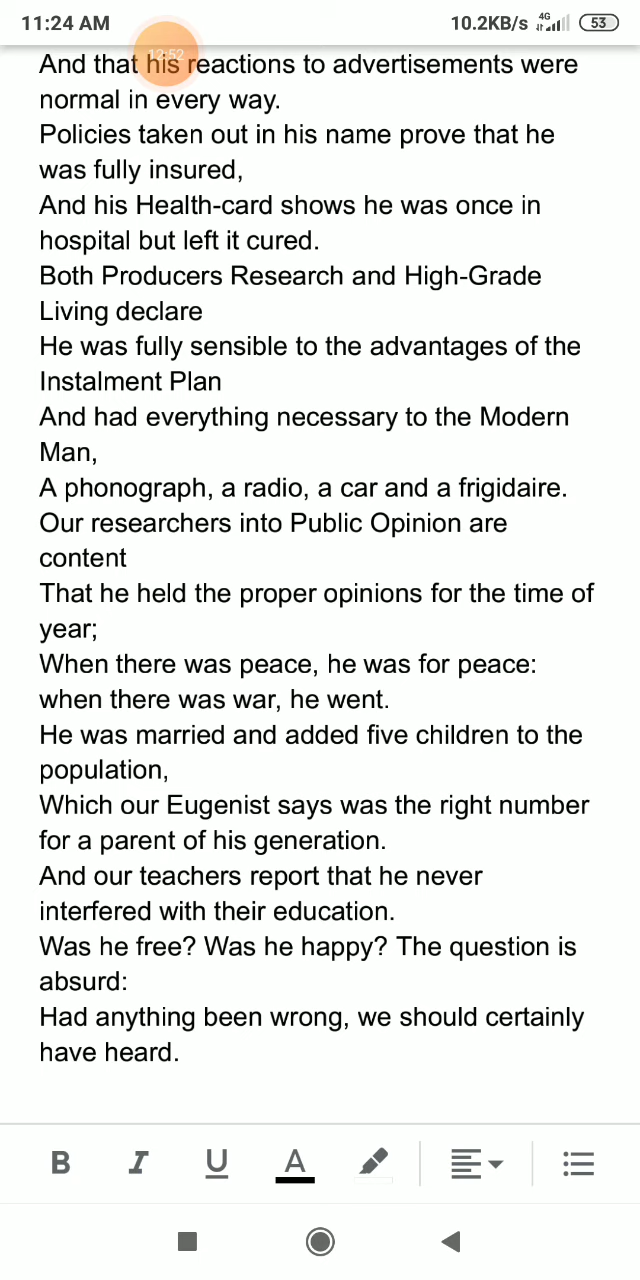 11:24 AM
10.2KB/s 4G 53
12:52
And that his reactions to advertisements were
normal in every way.
Policies taken out in his name prove that he
was fully insured,
And his Health-card shows he was once in
hospital but left it cured.
Both Producers Research and High-Grade
Living declare
He was fully sensible to the advantages of the
Instalment Plan
And had everything necessary to the Modern
Man,
A phonograph, a radio, a car and a frigidaire.
Our researchers into Public Opinion are
content
That he held the proper opinions for the time of
year;
When there was peace, he was for peace:
when there was war, he went.
He was married and added five children to the
population,
Which our Eugenist says was the right number
for a parent of his generation.
And our teachers report that he never
interfered with their education.
Was he free? Was he happy? The question is
absurd:
Had anything been wrong, we should certainly
have heard.
B I U A